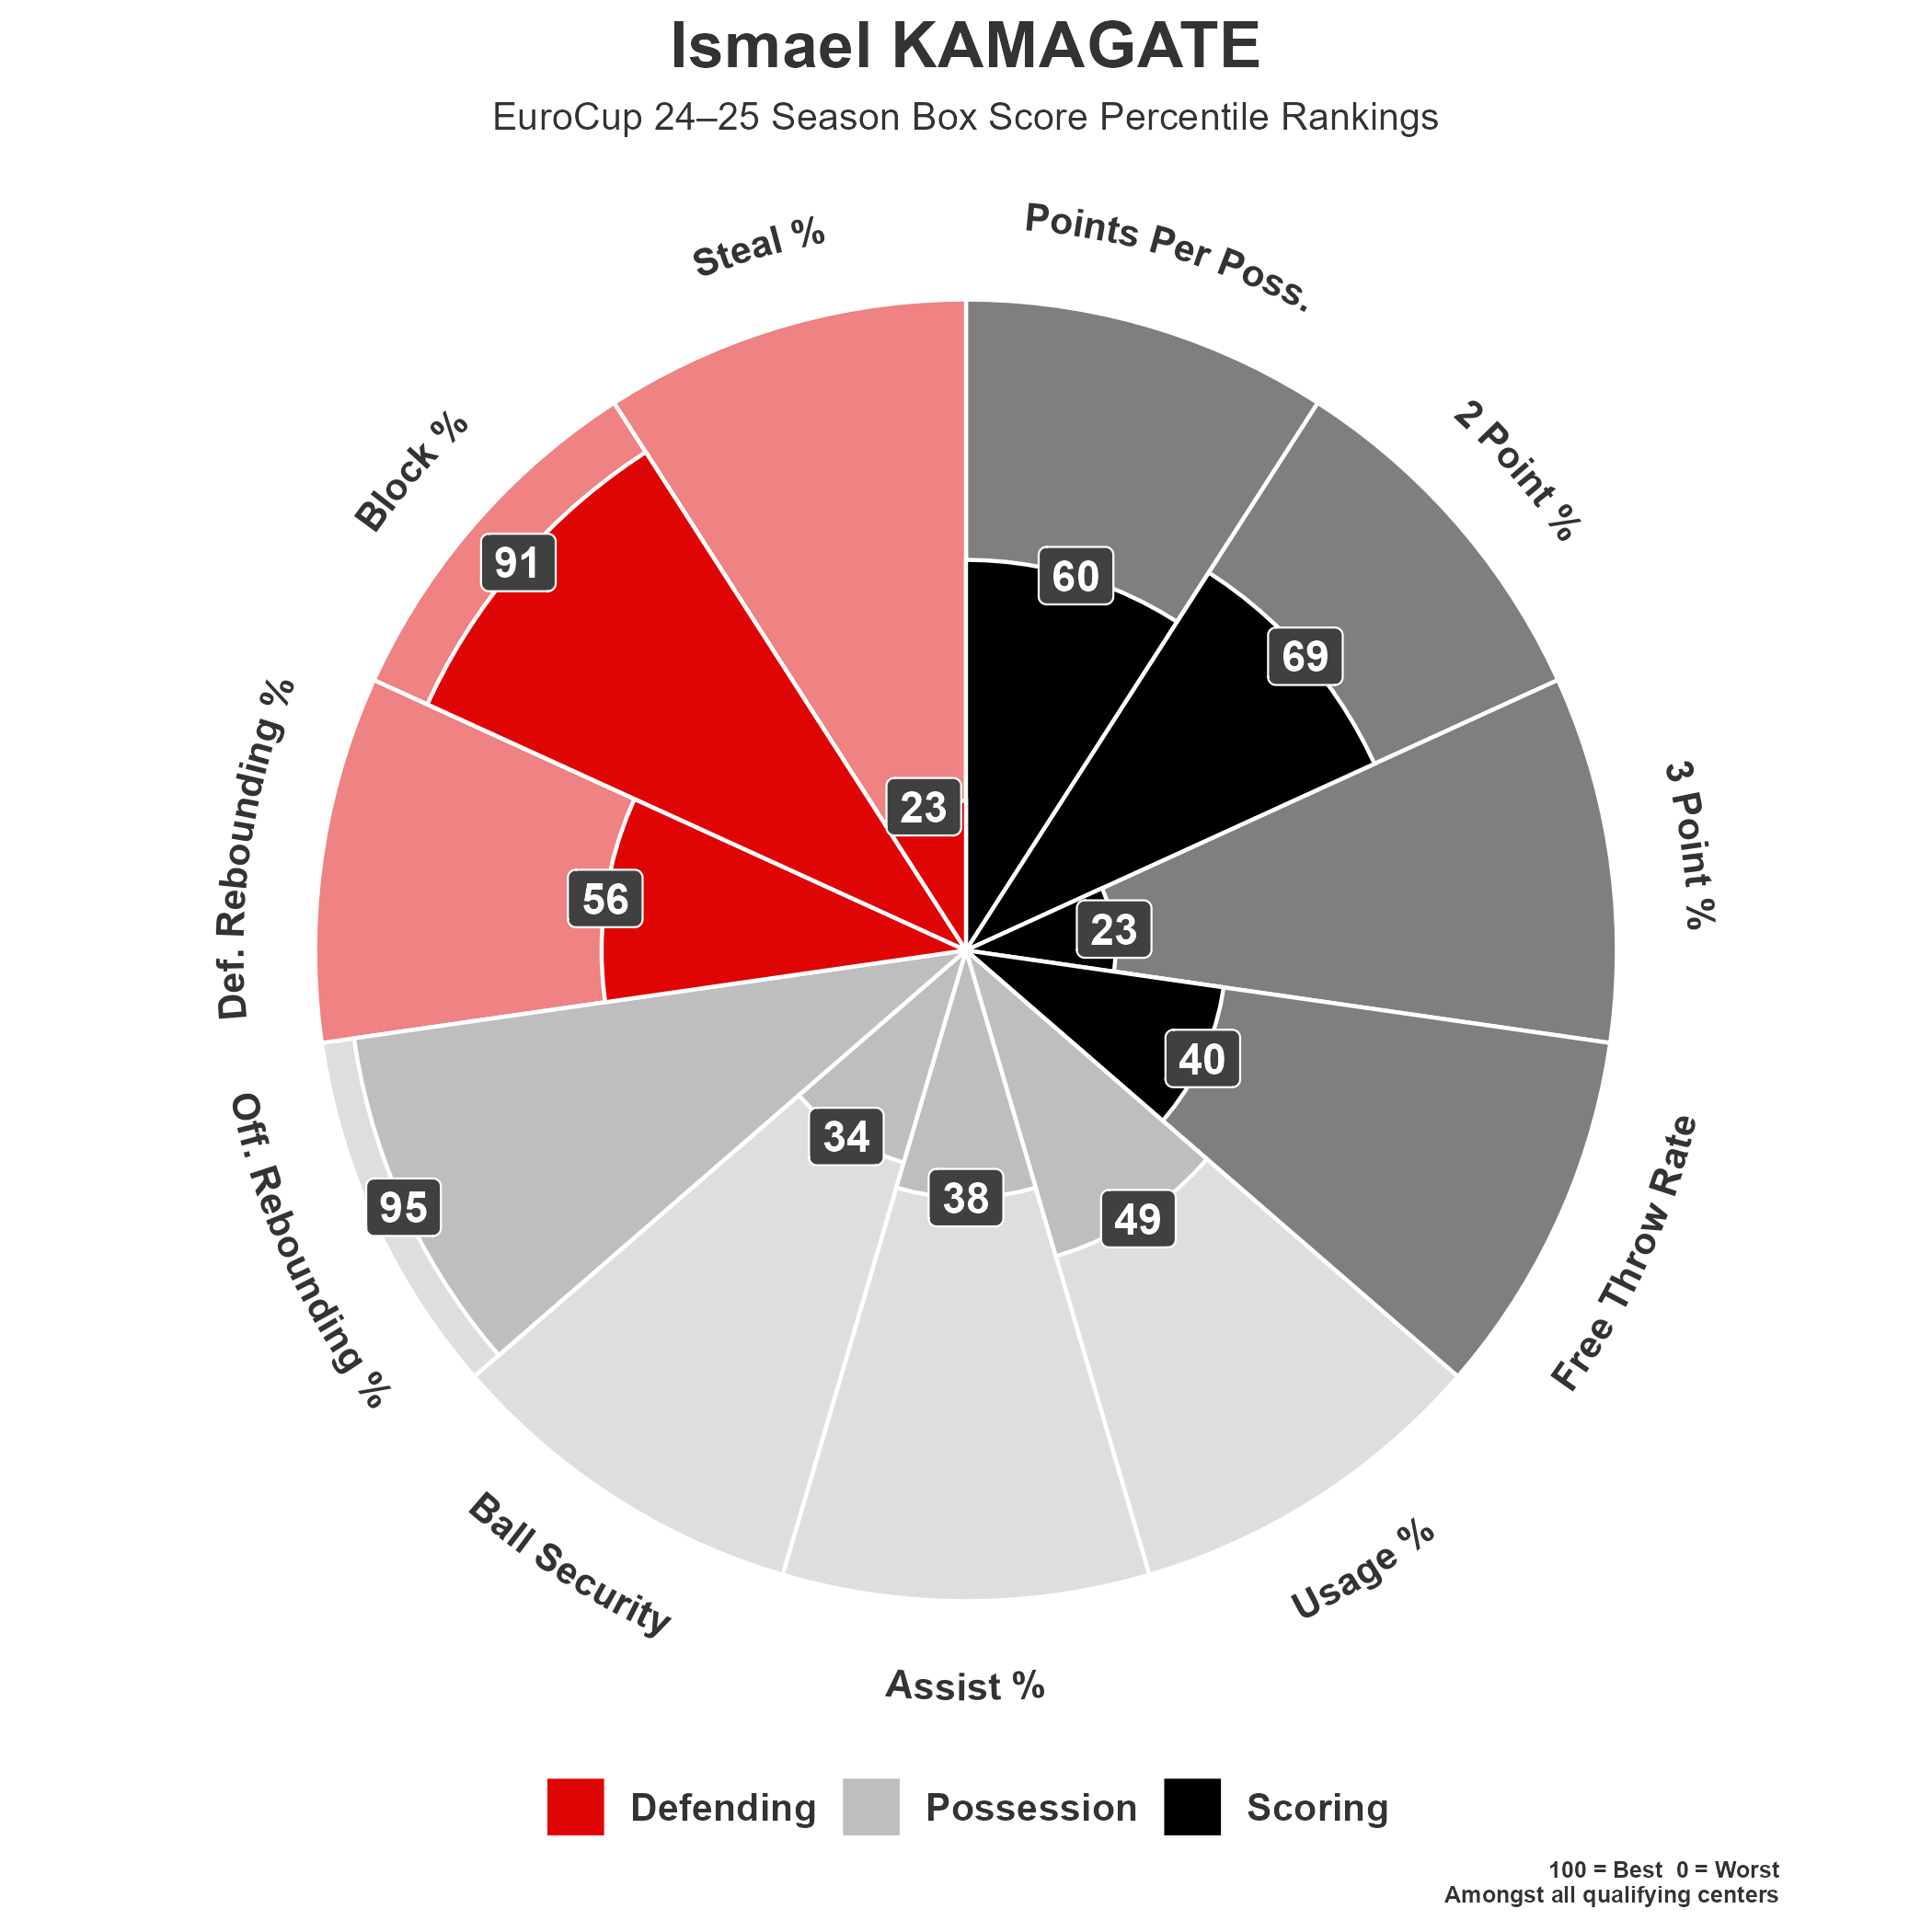 Ismael KAMAGATE
EuroCup 24–25 Season Box Score Percentile Rankings
Steal %
Points Per Poss.
Block %
2 Point %
91
60
69
Def. Rebounding %
3 Point %
23
56
23
40
Off. Rebounding %
Free Throw Rate
34
95
38
49
Ball Security
Usage %
Assist %
Defending
Possession
Scoring
100 = Best 0 = Worst
Amongst all qualifying centers